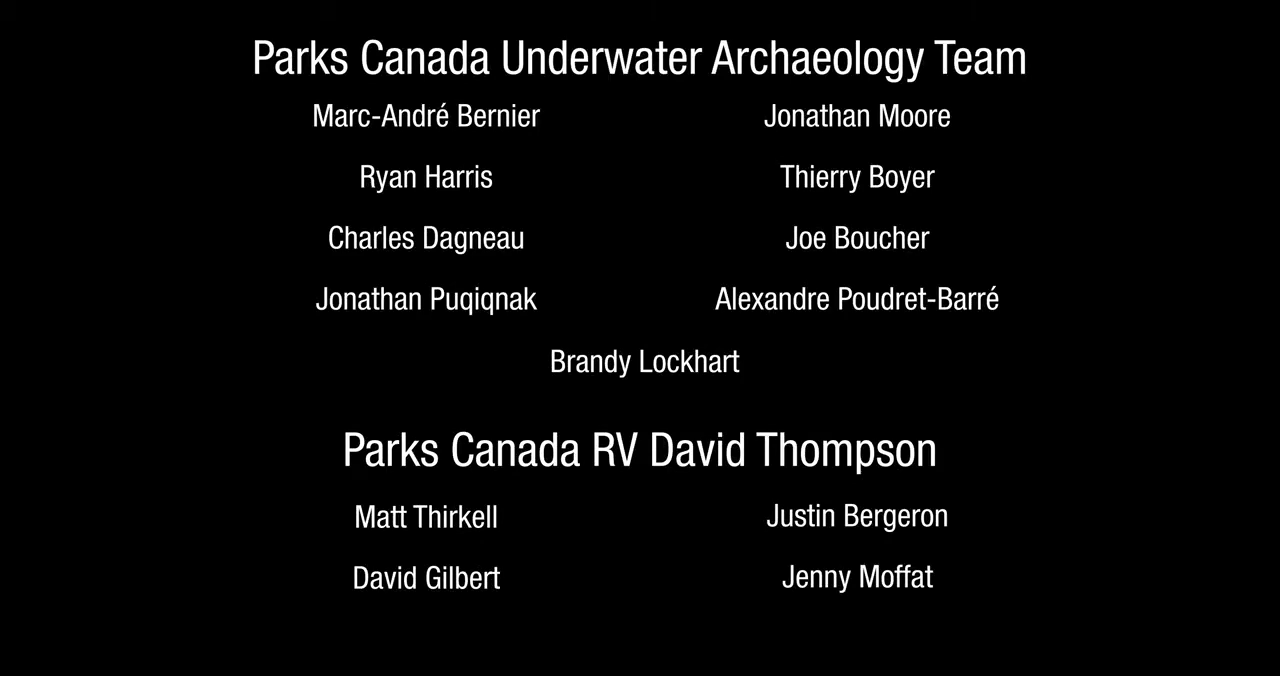 Parks Canada Underwater Archaeology Team
Marc-André Bernier Jonathan Moore
Ryan Harris Thierry Boyer
Charles Dagneau Joe Boucher
Jonathan Puqiqnak Alexandre Poudret-Barré
Brandy Lockhart
Parks Canada RV David Thompson
Matt Thirkell Justin Bergeron
David Gilbert Jenny Moffat